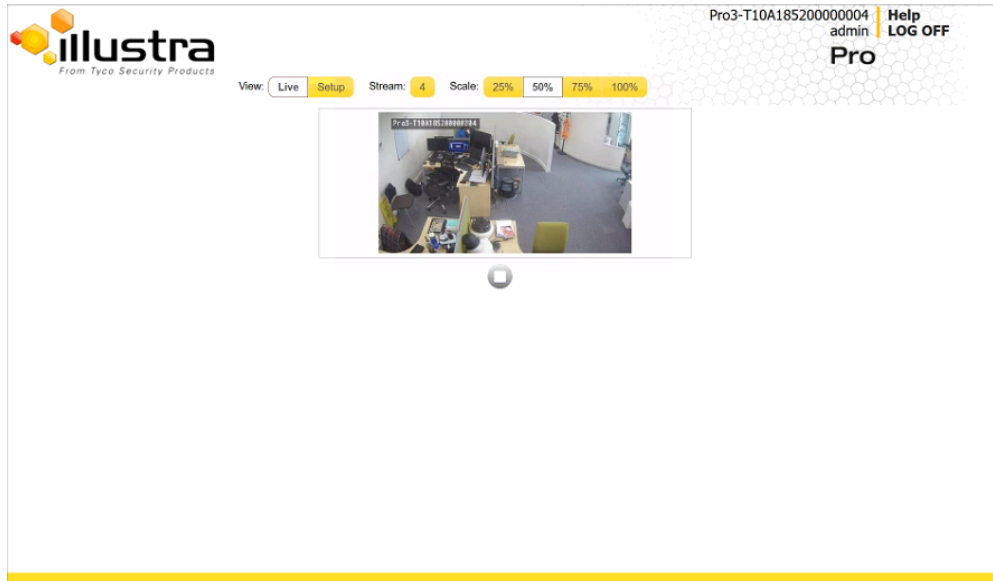 Pro3-T10A185200000004 Help
admin LOG OFF
Pro
illustra
From Tyco Security Products
View: Live Setup Stream: 4 Scale: 25% 50% 75% 100%
Pro3-T10A185200000204